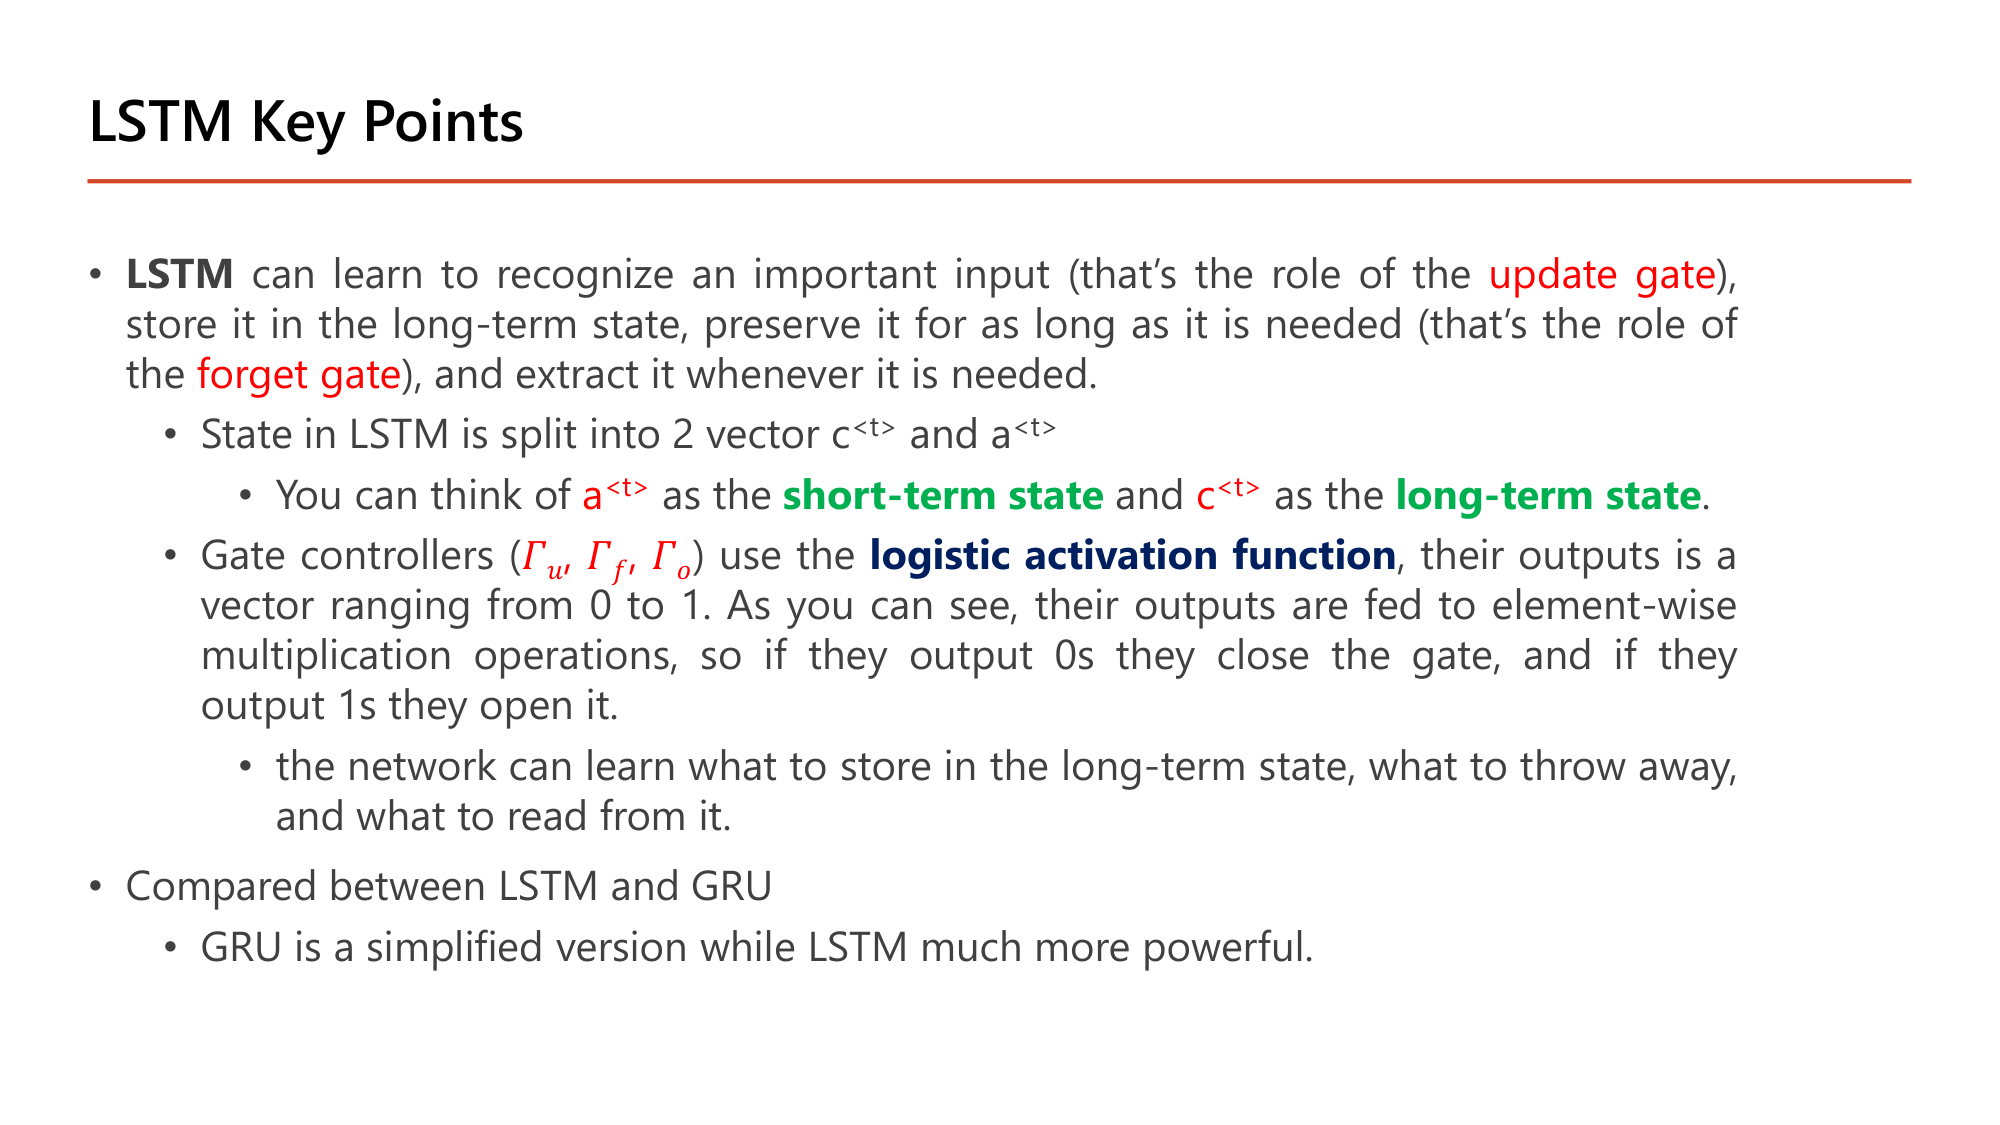 LSTM Key Points
• LSTM can learn to recognize an important input (that’s the role of the update gate),
store it in the long-term state, preserve it for as long as it is needed (that’s the role of
the forget gate), and extract it whenever it is needed.
• State in LSTM is split into 2 vector c<t> and a<t>
• You can think of a<t> as the short-term state and c<t> as the long-term state.
• Gate controllers (Γu, Γf, Γo) use the logistic activation function, their outputs is a
vector ranging from 0 to 1. As you can see, their outputs are fed to element-wise
multiplication operations, so if they output 0s they close the gate, and if they
output 1s they open it.
• the network can learn what to store in the long-term state, what to throw away,
and what to read from it.
• Compared between LSTM and GRU
• GRU is a simplified version while LSTM much more powerful.